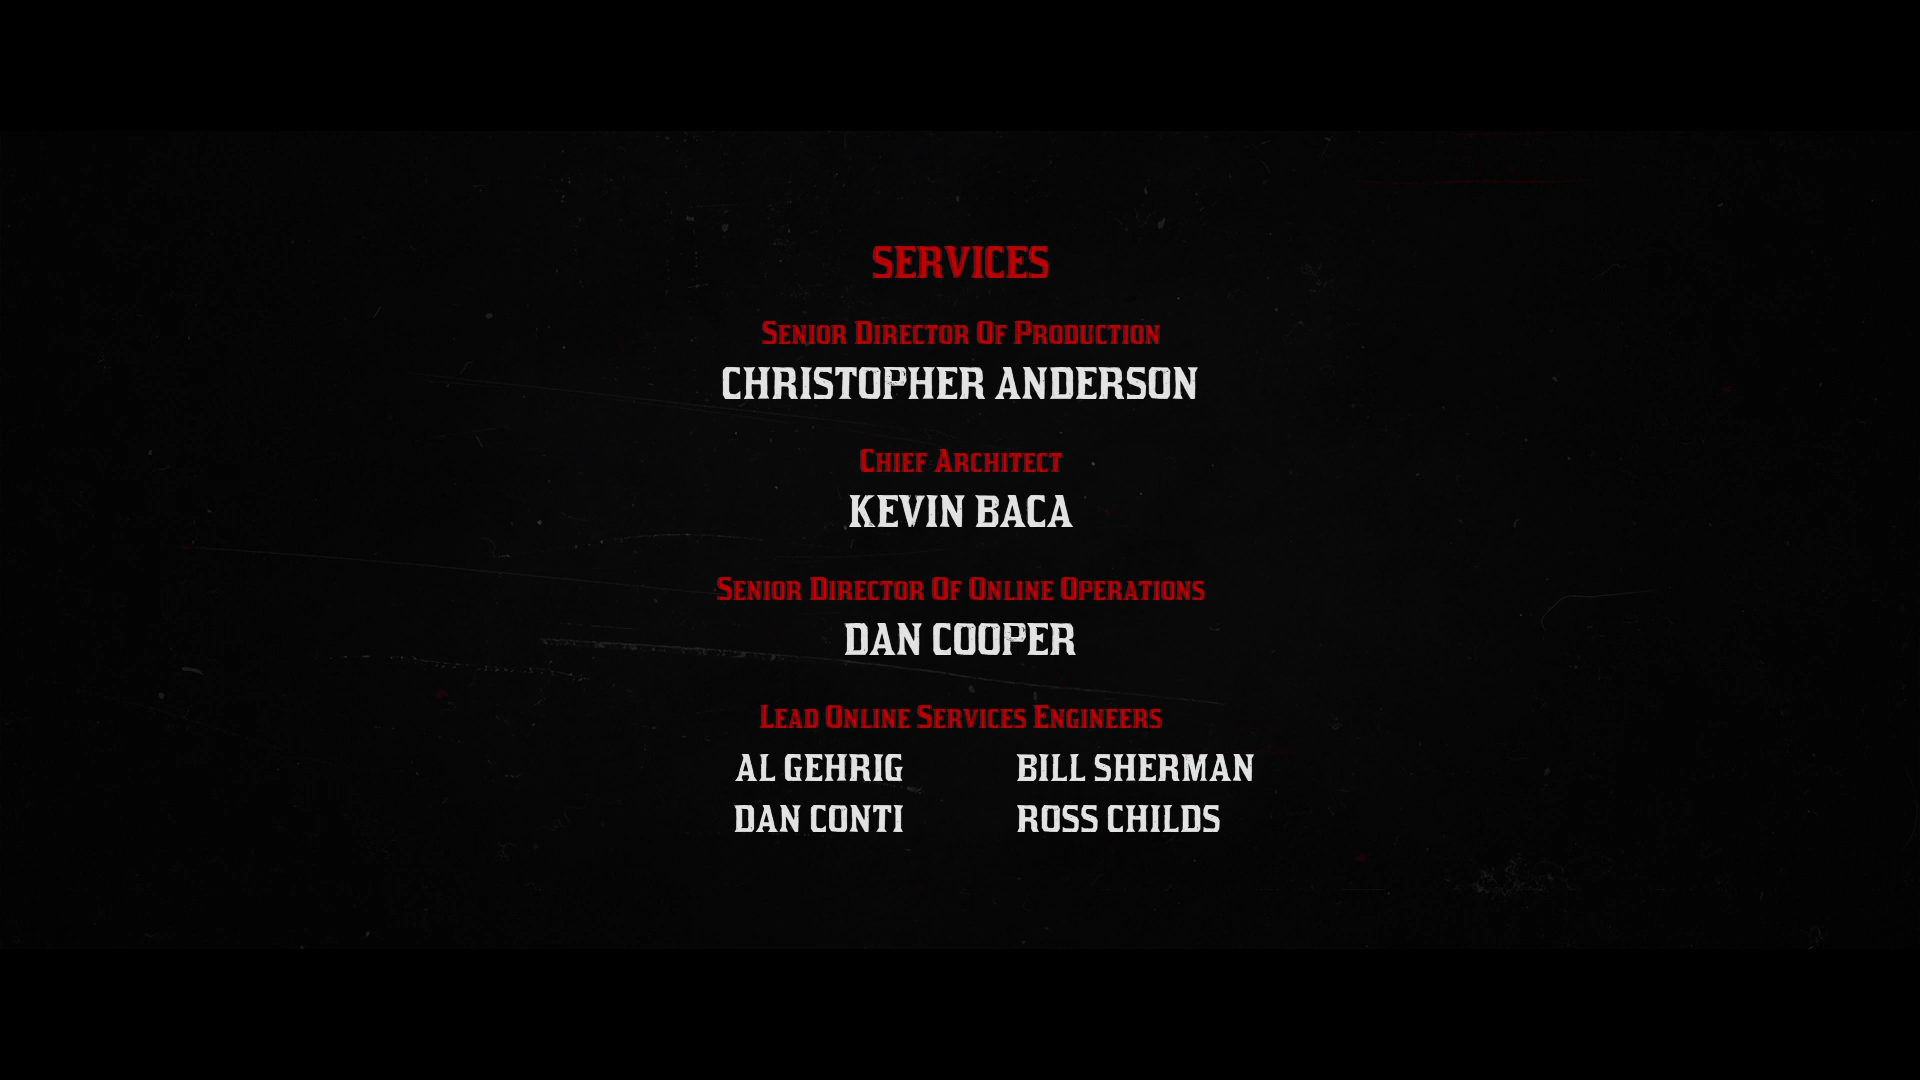 SERVICES
Senior Director Of Production
CHRISTOPHER ANDERSON
Chief Architect
KEVIN BACA
Senior Director Of Online Operations
DAN COOPER
Lead Online Services Engineers
AL GEHRIG BILL SHERMAN
DAN CONTI ROSS CHILDS